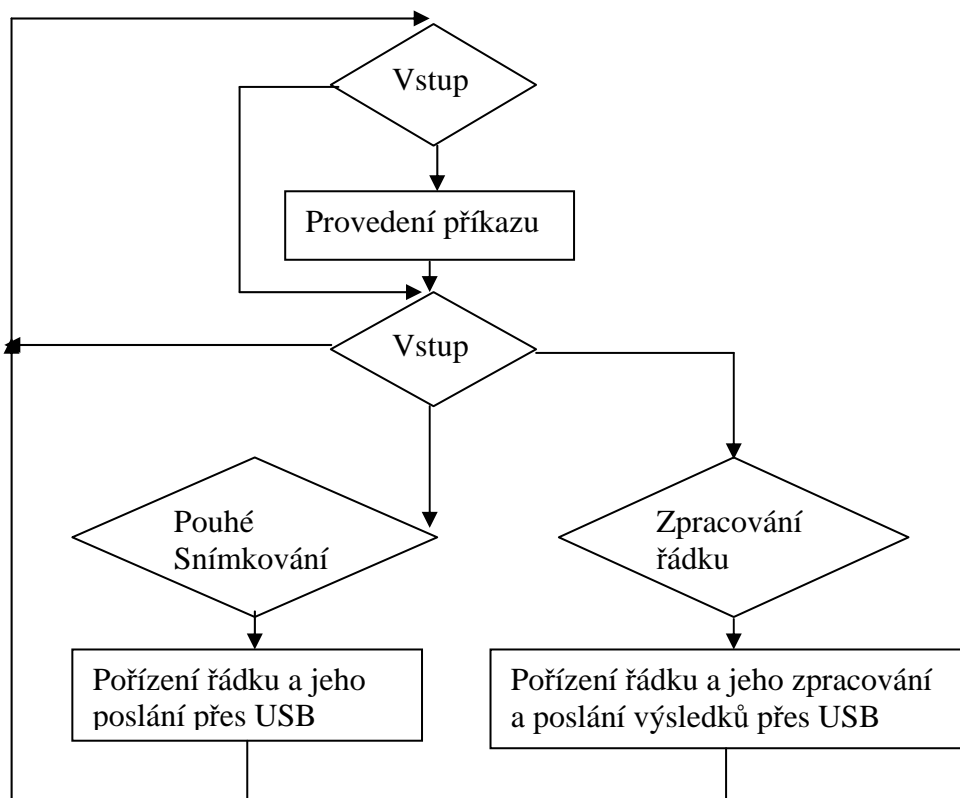 Vstup
Provedení příkazu
Vstup
Pouhé
Snímkování
Zpracování
řádku
Pořízení řádku a jeho
poslání přes USB
Pořízení řádku a jeho zpracování
a poslání výsledků přes USB